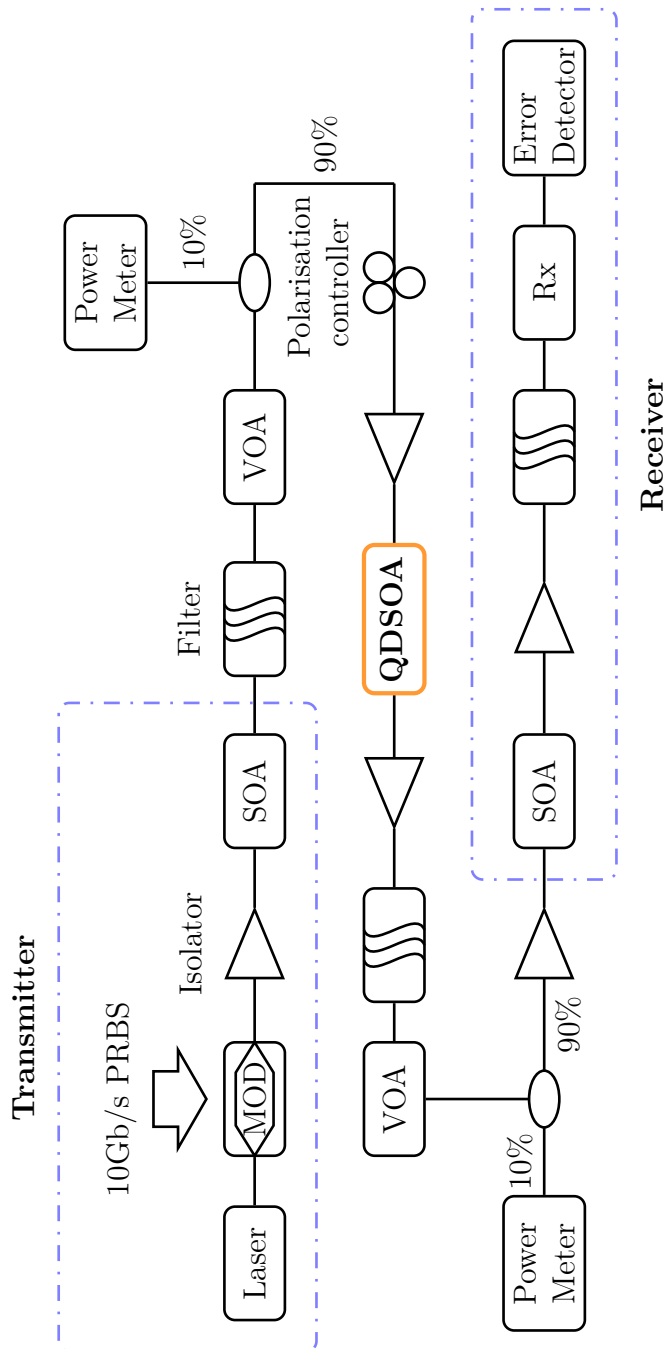 Transmitter
10Gb/s PRBS
Laser
MOD
Isolator
SOA
Filter
VOA
Power
Meter
10%
90%
Polarisation
controller
QDSOA
VOA
Power
Meter
10%
90%
SOA
Rx
Error
Detector
Receiver